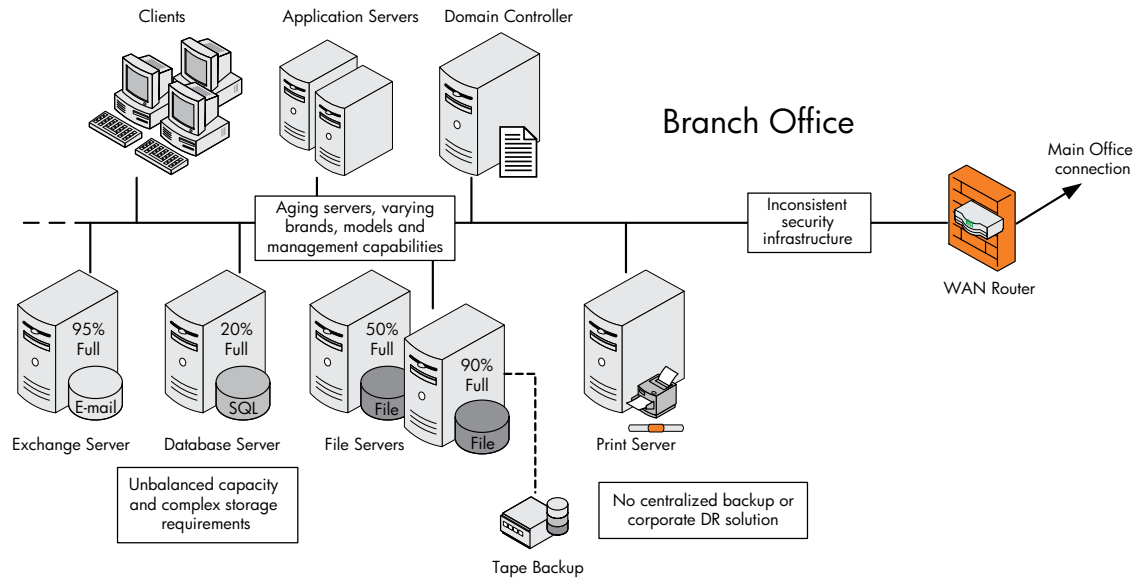 Clients
Application Servers
Domain Controller
Branch Office
Main Office
connection
Aging servers, varying
brands, models and
management capabilities
Inconsistent
security
infrastructure
WAN Router
95%
Full
E-mail
20%
Full
SQL
50%
Full
File
90%
Full
File
Exchange Server
Database Server
File Servers
Print Server
Unbalanced capacity
and complex storage
requirements
No centralized backup or
corporate DR solution
Tape Backup